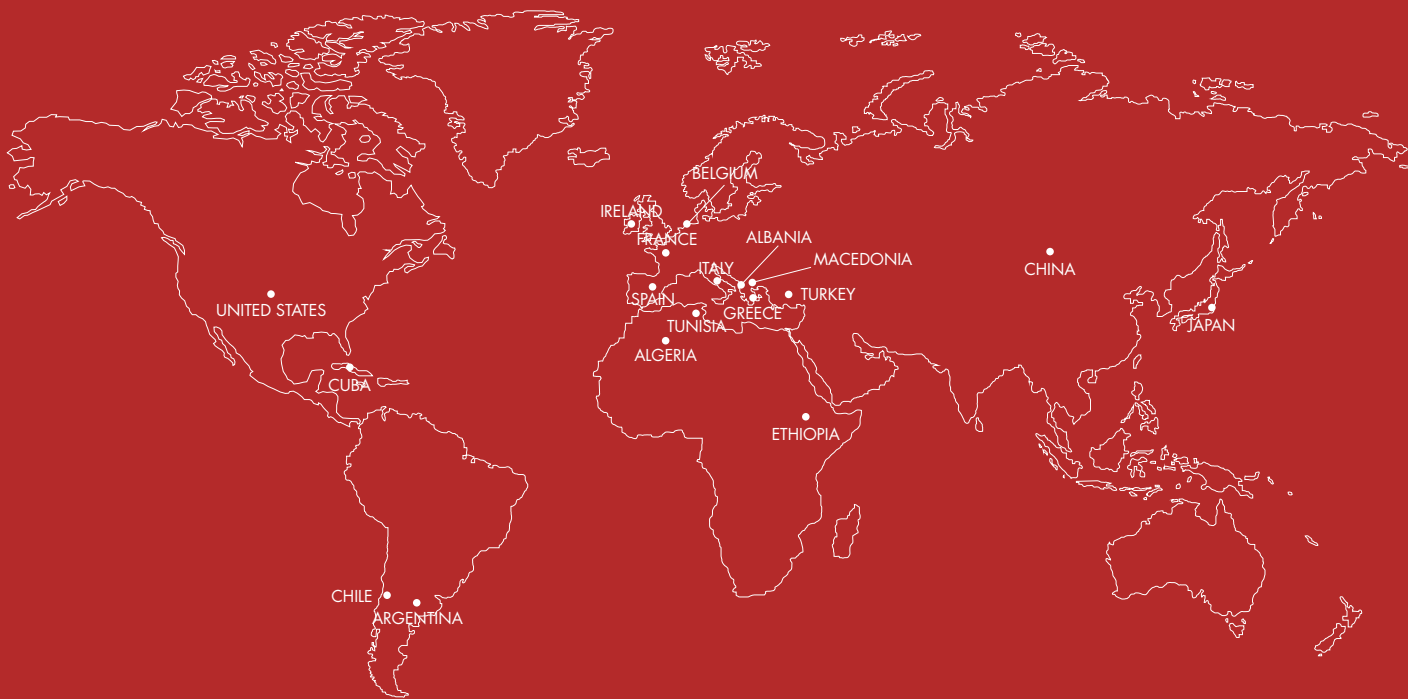 BELGIUM
IRELAND
FRANCE
ALBANIA
MACEDONIA
ITALY
CHINA
SPAIN
TURKEY
UNITED STATES
GREECE
TUNISIA
JAPAN
ALGERIA
CUBA
ETHIOPIA
CHILE
ARGENTINA